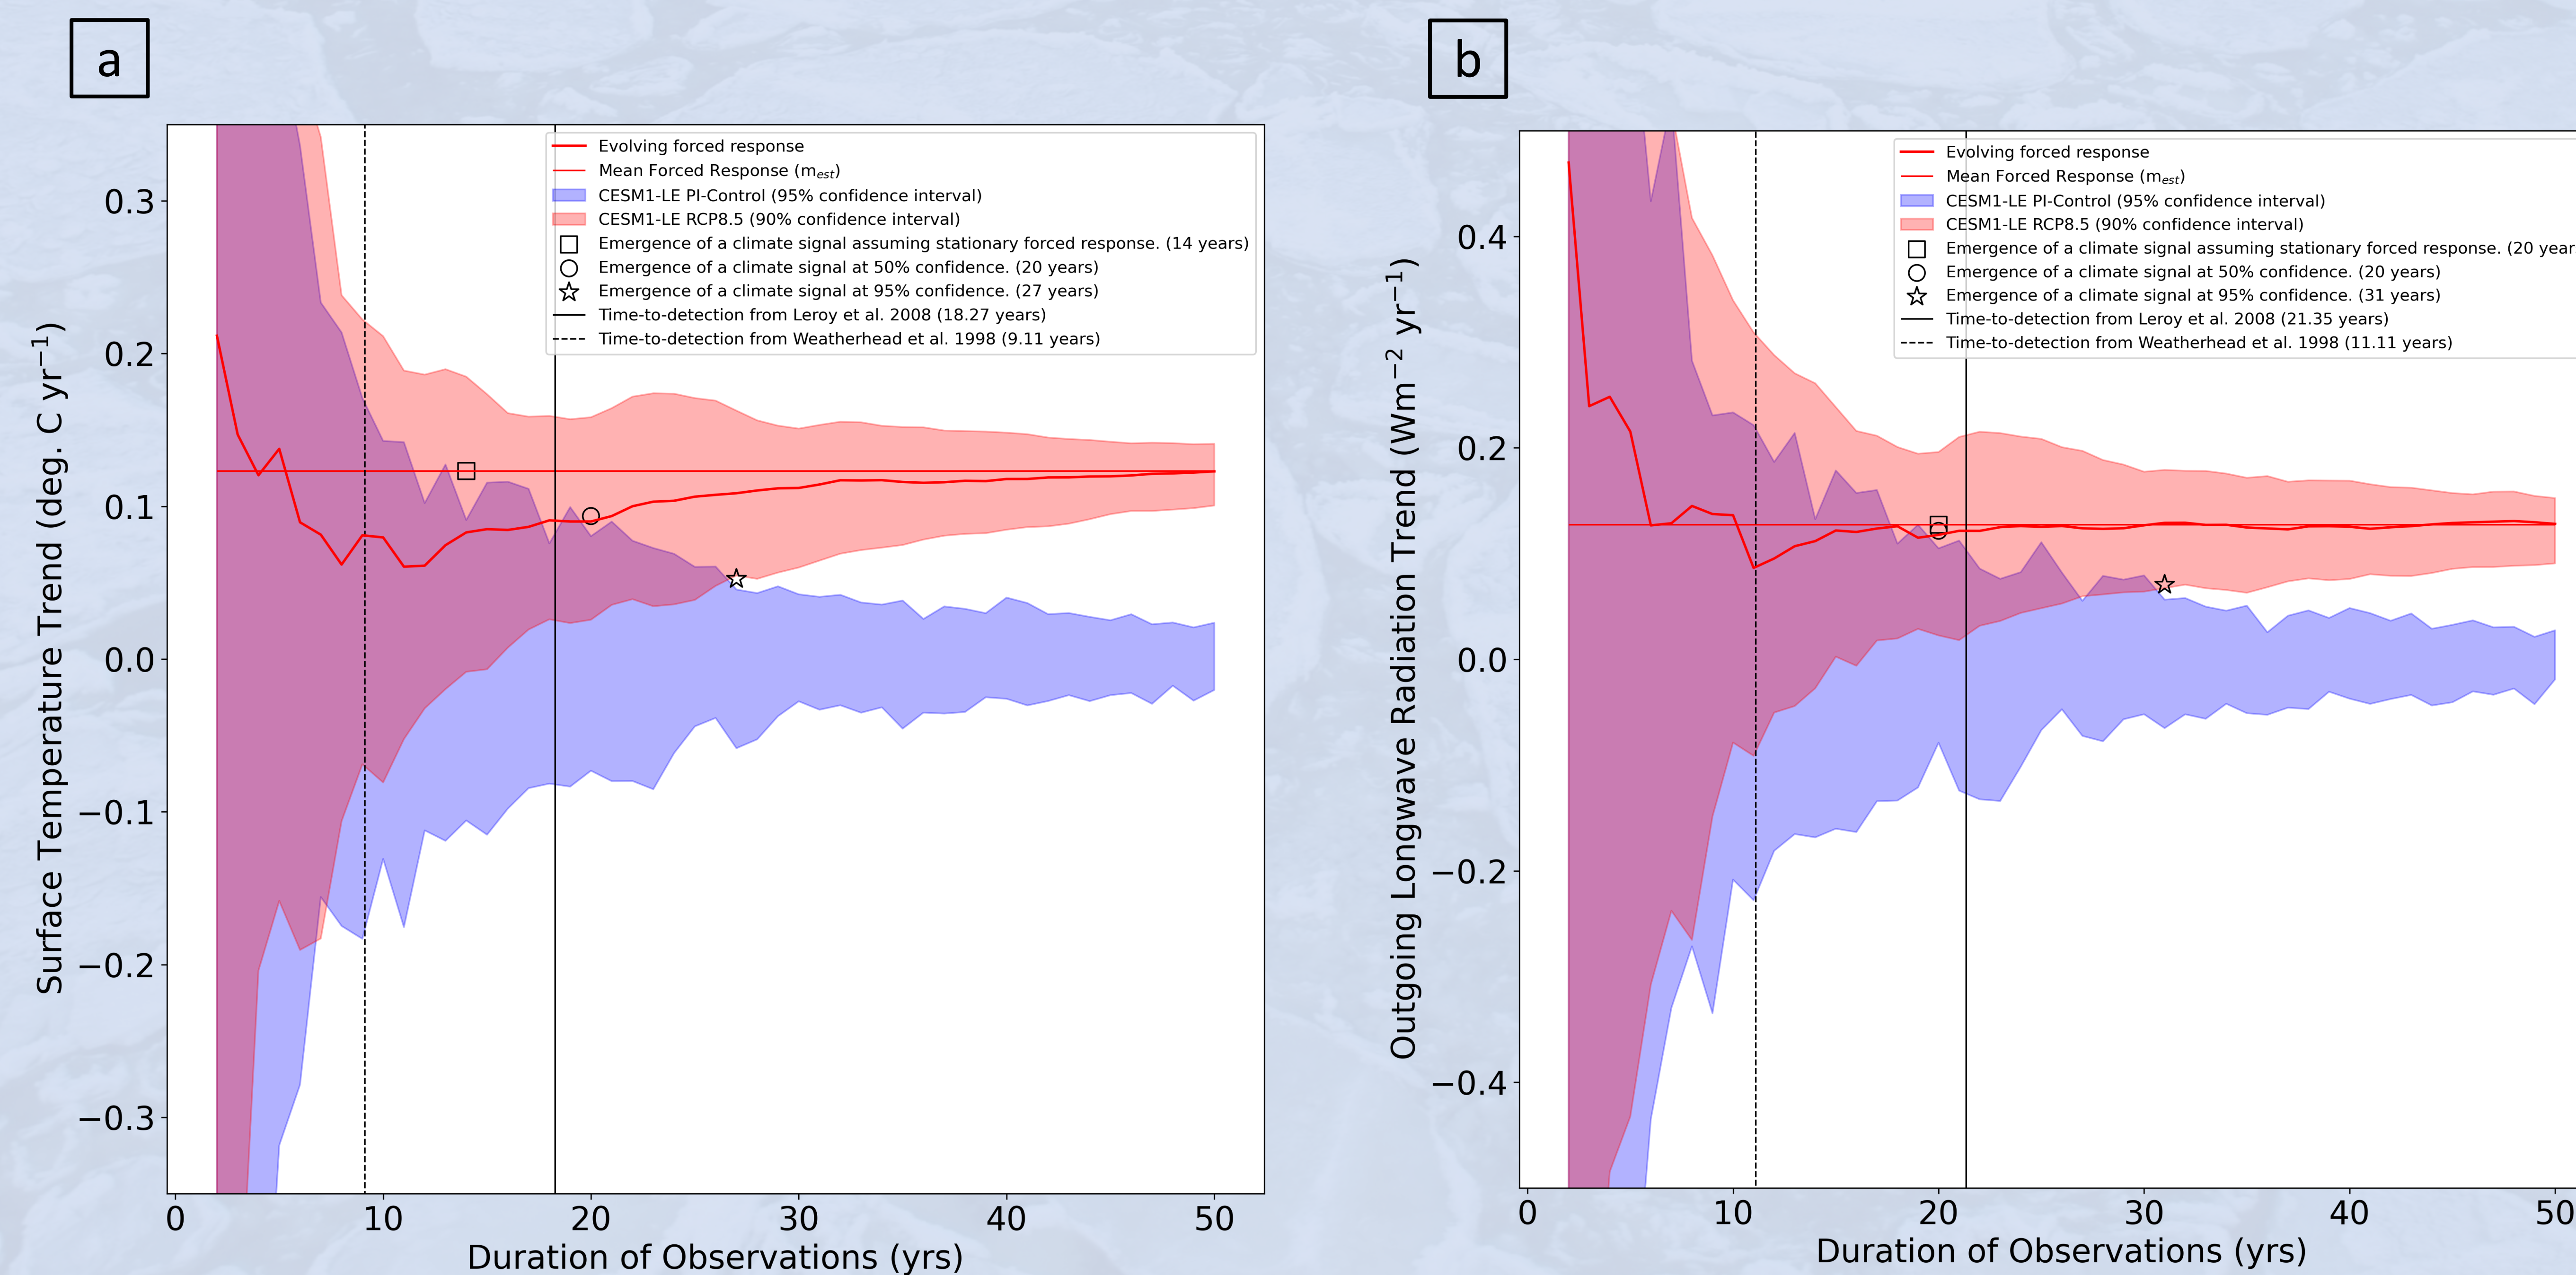 a
Surface Temperature Trend (deg. C yr⁻¹)
0.3
0.2
0.1
0.0
−0.1
−0.2
−0.3
Evolving forced response
Mean Forced Response (mₑₛₜ)
CESM1-LE PI-Control (95% confidence interval)
CESM1-LE RCP8.5 (90% confidence interval)
Emergence of a climate signal assuming stationary forced response. (14 years)
Emergence of a climate signal at 50% confidence. (20 years)
Emergence of a climate signal at 95% confidence. (27 years)
Time-to-detection from Leroy et al. 2008 (18.27 years)
Time-to-detection from Weatherhead et al. 1998 (9.11 years)
0 10 20 30 40 50
Duration of Observations (yrs)
b
Outgoing Longwave Radiation Trend (Wm⁻² yr⁻¹)
0.4
0.2
0.0
−0.2
−0.4
Evolving forced response
Mean Forced Response (mₑₛₜ)
CESM1-LE PI-Control (95% confidence interval)
CESM1-LE RCP8.5 (90% confidence interval)
Emergence of a climate signal assuming stationary forced response. (20 year
Emergence of a climate signal at 50% confidence. (20 years)
Emergence of a climate signal at 95% confidence. (31 years)
Time-to-detection from Leroy et al. 2008 (21.35 years)
Time-to-detection from Weatherhead et al. 1998 (11.11 years)
0 10 20 30 40 50
Duration of Observations (yrs)